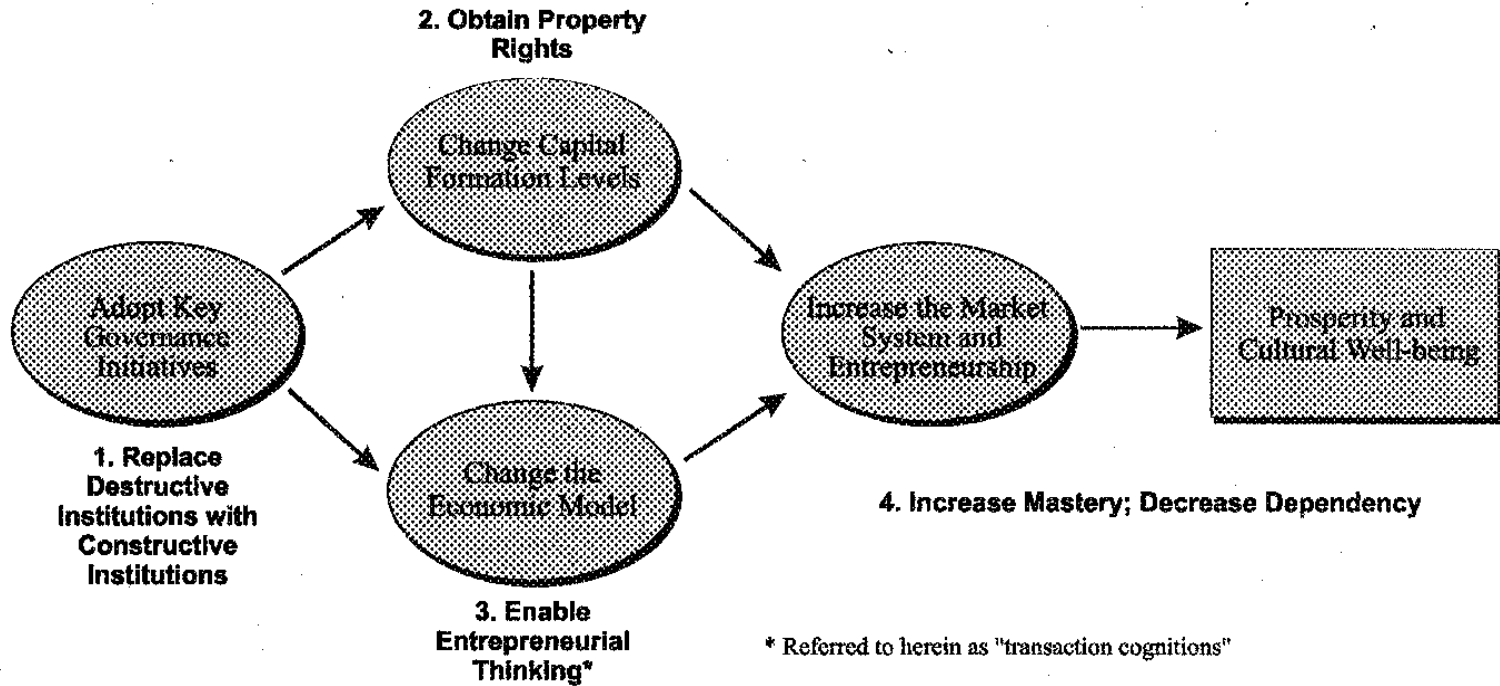 2. Obtain Property
Rights
Change Capital
Formation Levels
Adopt Key
Governance
Initiatives
1. Replace
Destructive
Institutions with
Constructive
Institutions
Change the
Economic Model
3. Enable
Entrepreneurial
Thinking*
Increase the Market
System and
Entrepreneurship
Prosperity and
Cultural Well-being
4. Increase Mastery; Decrease Dependency
* Referred to herein as "transaction cognitions"